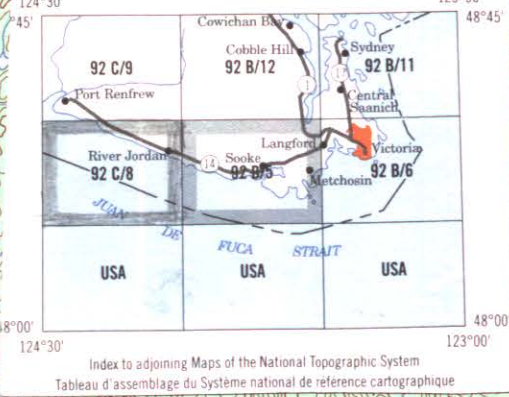 124°30'
45'
48°45'
Cowichan Bay
Cobble Hill
Sydney
92 C/9
92 B/12
92 B/11
1
17
Port Renfrew
Central
Saanich
Langford
River Jordan
14
Sooke
Victoria
92 C/8
92 B/5
Metchosin
92 B/6
JUAN DE FUCA STRAIT
USA
USA
USA
48°00'
48°00'
124°30'
123°00'
Index to adjoining Maps of the National Topographic System
Tableau d'assemblage du Système national de référence cartographique